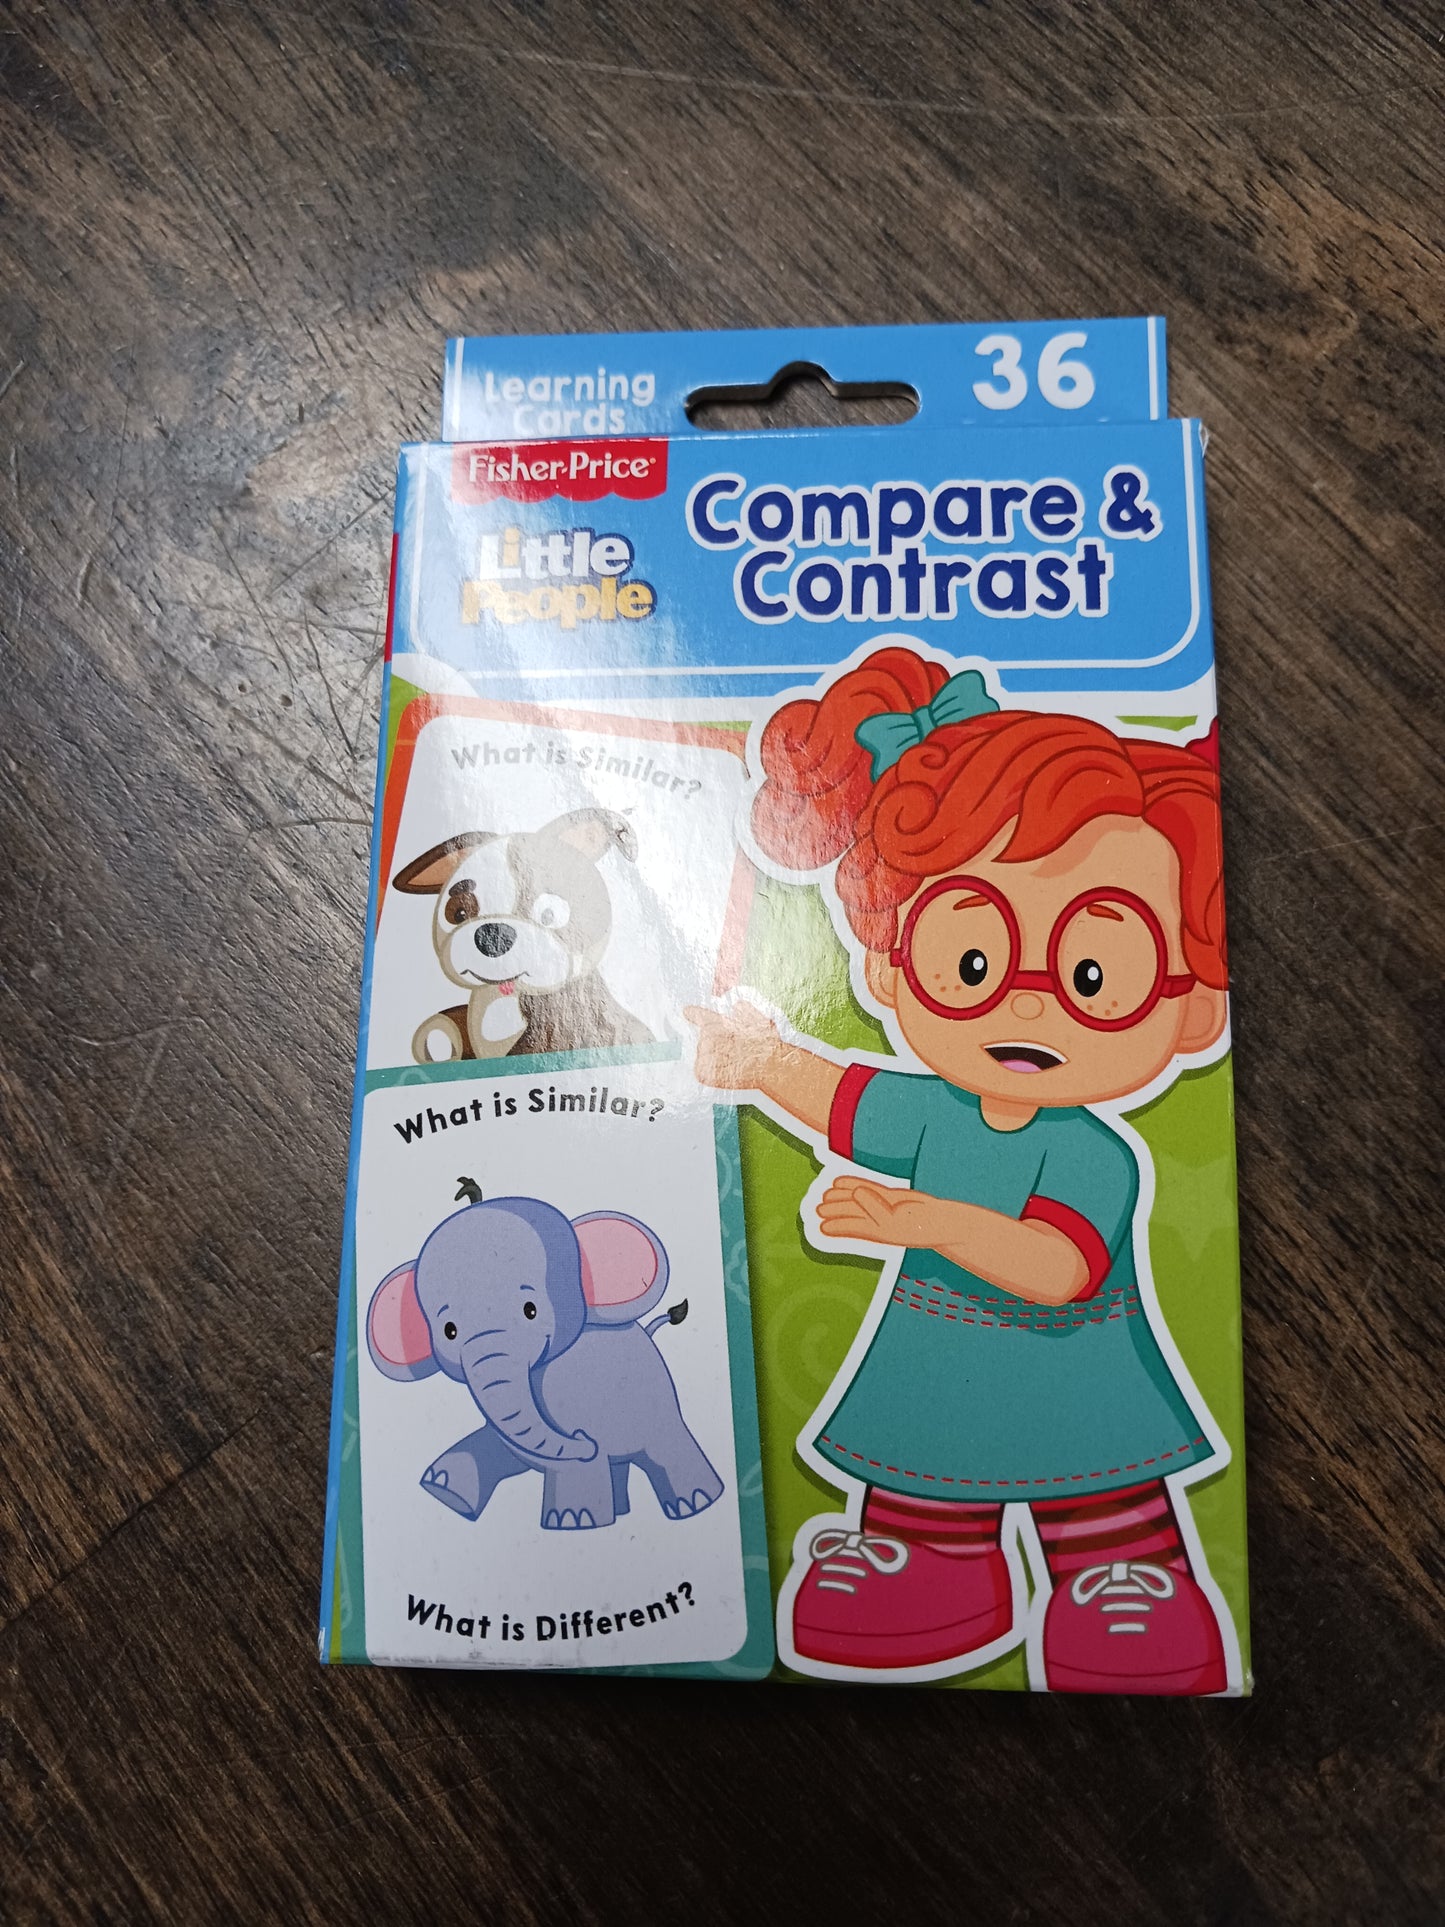 Learning
Cards
36
Fisher-Price
Little
People
Compare &
Contrast
What is Similar?
What is Similar?
What is Different?